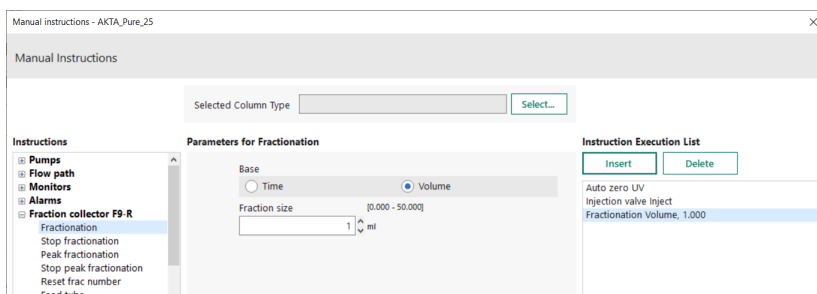 Manual instructions - AKTA_Pure_25
Manual Instructions
Selected Column Type
Select...
Instructions
Pumps
Flow path
Monitors
Alarms
Fraction collector F9-R
Fractionation
Stop fractionation
Peak fractionation
Stop peak fractionation
Reset frac number
Feed tube
Parameters for Fractionation
Base
Time Volume
Fraction size [0.000 - 50.000]
1 ml
Instruction Execution List
Insert Delete
Auto zero UV
Injection valve Inject
Fractionation Volume, 1.000